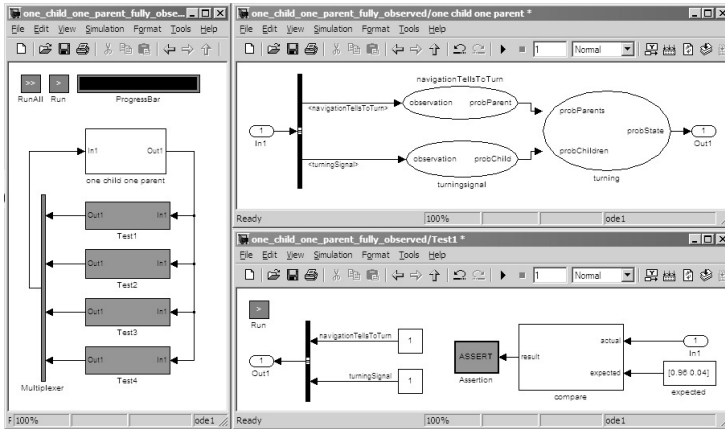 one_child_one_parent_fully_obse...
File Edit View Simulation Format Tools Help
>>
>
RunAll
Run
ProgressBar
In1
Out1
one child one parent
Out1
In1
Test1
Out1
In1
Test2
Out1
In1
Test3
Out1
In1
Test4
Multiplexer
F 100%
ode1
one_child_one_parent_fully_observed/one child one parent *
File Edit View Simulation Format Tools Help
1
Normal
navigationTellsToTurn
observation
probParent
<navigationTellsToTurn>
probParents
1
In1
probState
1
Out1
<turningSignal>
observation
probChild
probChildren
turningsignal
turning
Ready
100%
ode1
one_child_one_parent_fully_observed/Test1 *
File Edit View Simulation Format Tools Help
1
Normal
>
Run
navigationTellsToTurn
1
1
Out1
turningSignal
1
ASSERT
Assertion
result
actual
expected
compare
1
In1
[0.96 0.04]
expected
Ready
100%
ode1